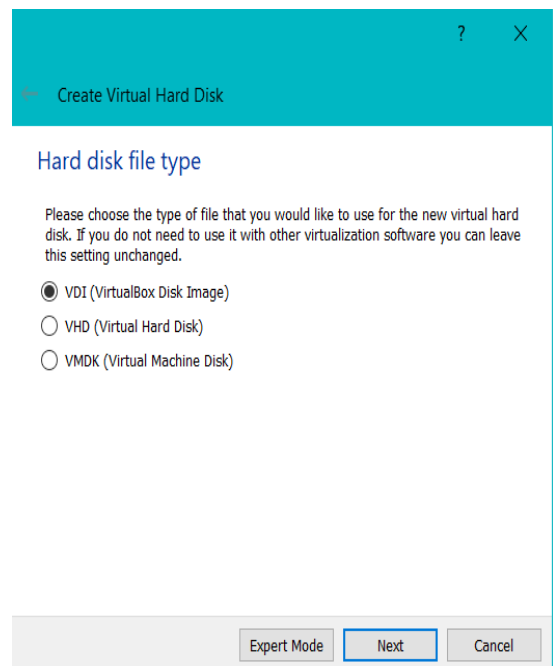 ?
Create Virtual Hard Disk
Hard disk file type
Please choose the type of file that you would like to use for the new virtual hard
disk. If you do not need to use it with other virtualization software you can leave
this setting unchanged.
VDI (VirtualBox Disk Image)
VHD (Virtual Hard Disk)
VMDK (Virtual Machine Disk)
Expert Mode Next Cancel